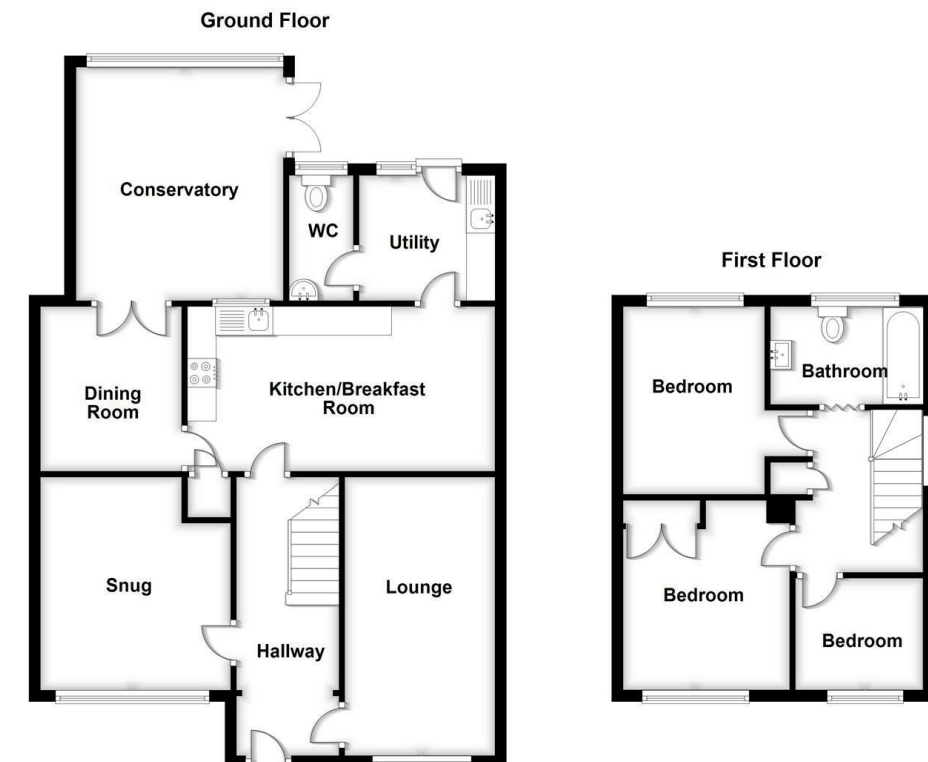 Ground Floor
Conservatory
WC
Utility
Dining
Room
Kitchen/Breakfast
Room
Snug
Lounge
Hallway
First Floor
Bedroom
Bathroom
Bedroom
Bedroom